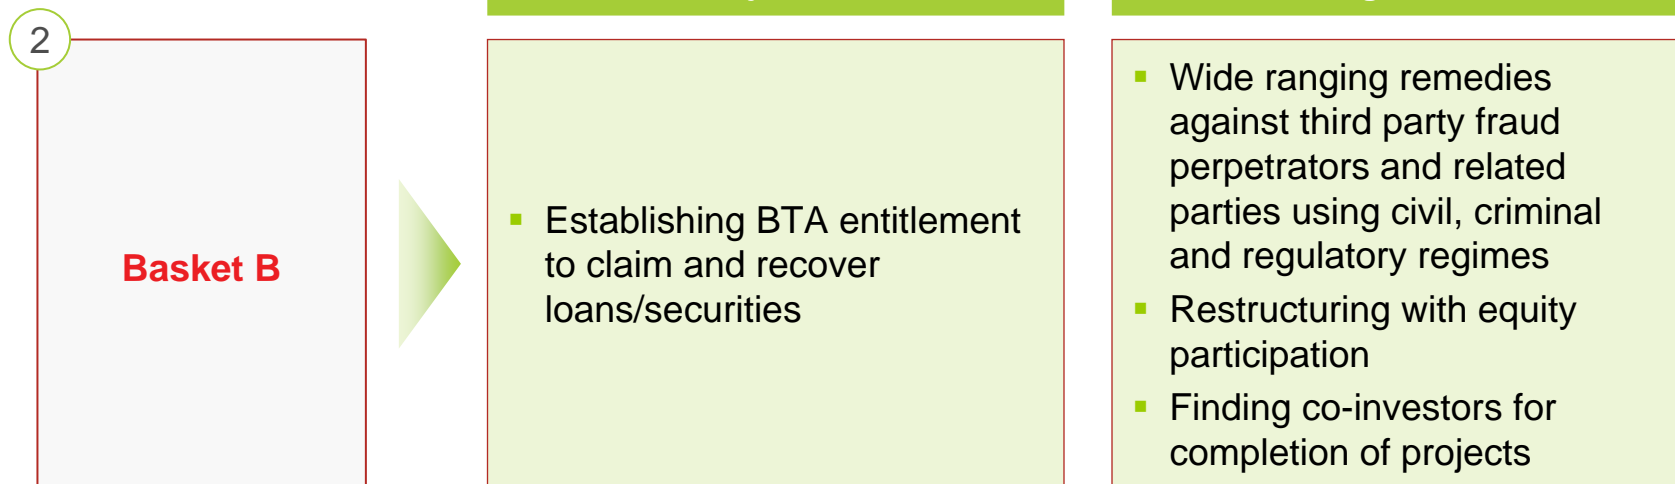 2
Basket B
Establishing BTA entitlement
to claim and recover
loans/securities
Wide ranging remedies
against third party fraud
perpetrators and related
parties using civil, criminal
and regulatory regimes
Restructuring with equity
participation
Finding co-investors for
completion of projects